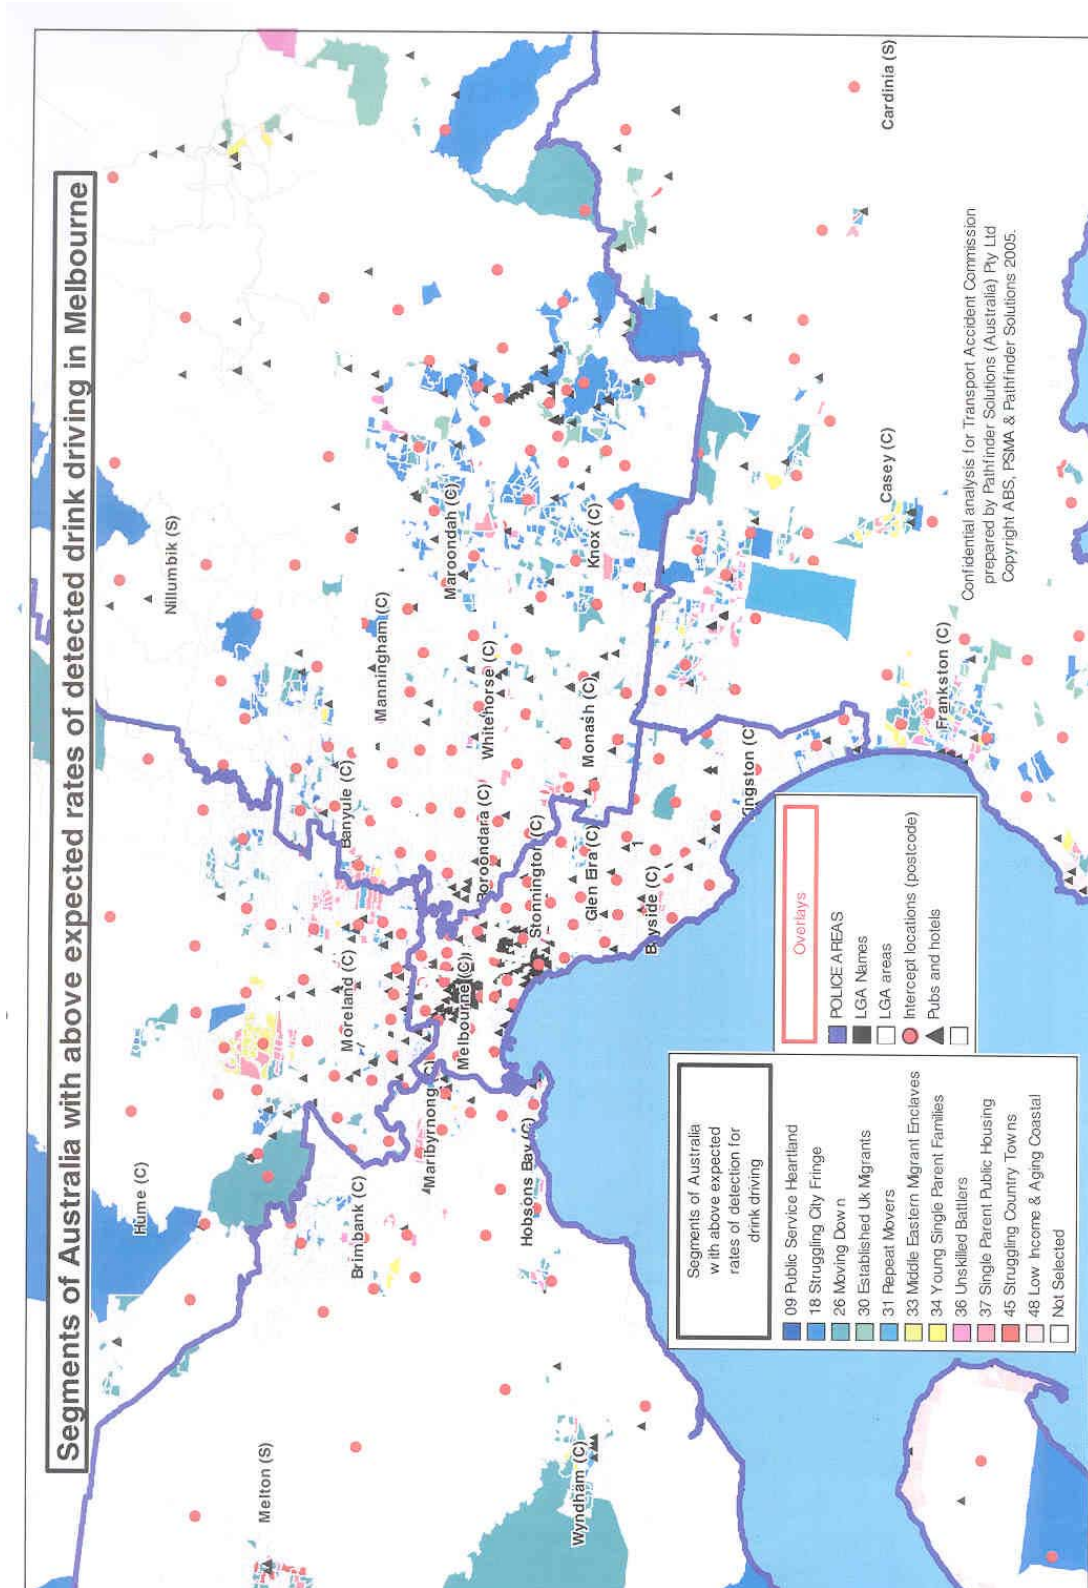 Segments of Australia with above expected rates of detected drink driving in Melbourne
Hume (C)
Nillumbik (S)
Melton (S)
Brimbank (C)
Moreland (C)
Banyule (C)
Manningham (C)
Maroondah (C)
Maribyrnong (C)
Melbourne (C)
Boroondara (C)
Whitehorse (C)
Knox (C)
Hobsons Bay (C)
Stonnington (C)
Glen Eira (C)
Monash (C)
Wyndham (C)
Bayside (C)
Kingston (C)
Frankston (C)
Casey (C)
Cardinia (S)
Segments of Australia
with above expected
rates of detection for
drink driving
09 Public Service Heartland
18 Struggling City Fringe
26 Moving Down
30 Established Uk Migrants
31 Repeat Movers
33 Middle Eastern Migrant Enclaves
34 Young Single Parent Families
36 Unskilled Battlers
37 Single Parent Public Housing
45 Struggling Country Towns
48 Low Income & Aging Coastal
Not Selected
Overlays
POLICE AREAS
LGA Names
LGA areas
Intercept locations (postcode)
Pubs and hotels
Confidential analysis for Transport Accident Commission
prepared by Pathfinder Solutions (Australia) Pty Ltd
Copyright ABS, PSMA & Pathfinder Solutions 2005.